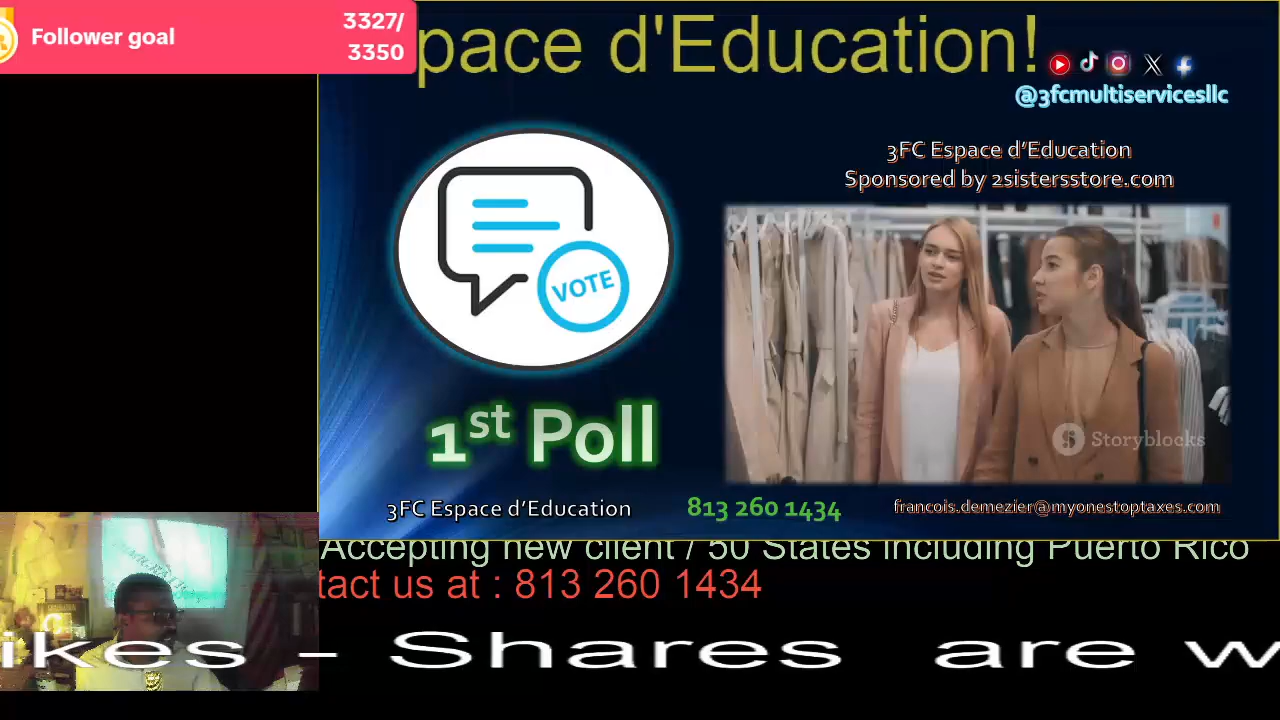 Follower goal
3327/
3350
pace d'Education!
@3fcmultiservicesllc
3FC Espace d'Education
Sponsored by 2sistersstore.com
VOTE
1st Poll
Storyblocks
3FC Espace d'Education
813 260 1434
francois.demezier@myonestoptaxes.com
Accepting new client / 50 States including Puerto Rico
tact us at : 813 260 1434
ikes - Shares are w